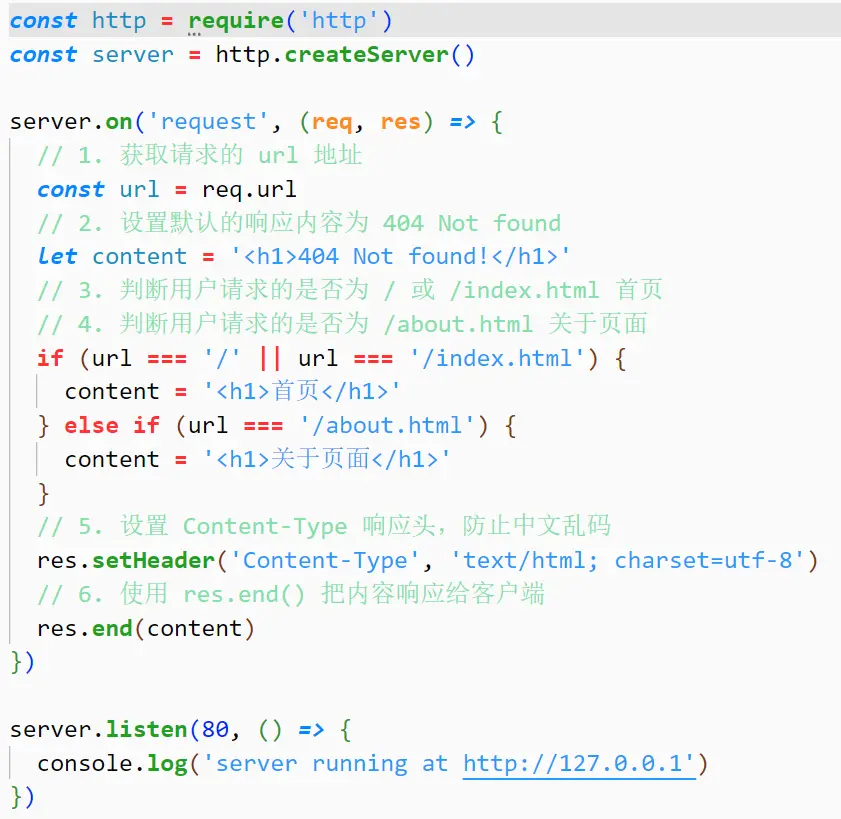 const http = require('http')
const server = http.createServer()

server.on('request', (req, res) => {
  // 1. 获取请求的 url 地址
  const url = req.url
  // 2. 设置默认的响应内容为 404 Not found
  let content = '<h1>404 Not found!</h1>'
  // 3. 判断用户请求的是否为 / 或 /index.html 首页
  // 4. 判断用户请求的是否为 /about.html 关于页面
  if (url === '/' || url === '/index.html') {
    content = '<h1>首页</h1>'
  } else if (url === '/about.html') {
    content = '<h1>关于页面</h1>'
  }
  // 5. 设置 Content-Type 响应头，防止中文乱码
  res.setHeader('Content-Type', 'text/html; charset=utf-8')
  // 6. 使用 res.end() 把内容响应给客户端
  res.end(content)
})

server.listen(80, () => {
  console.log('server running at http://127.0.0.1')
})